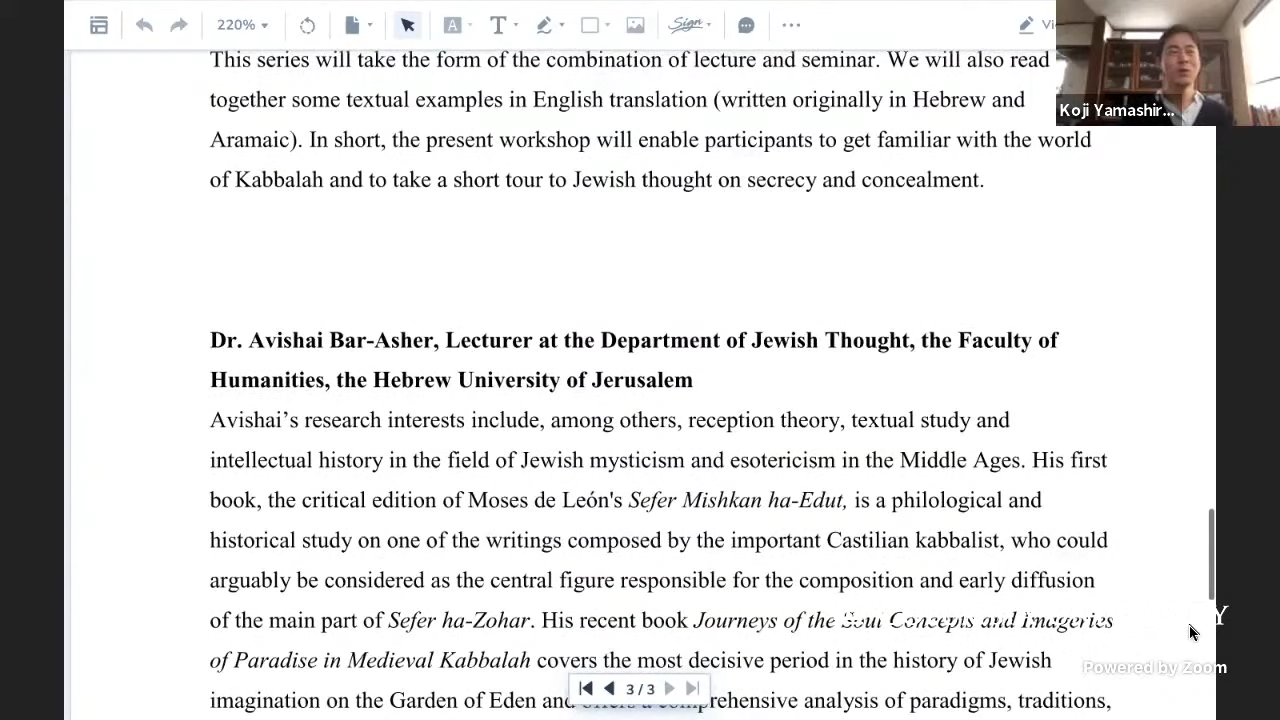 220%
A
T
Sign
This series will take the form of the combination of lecture and seminar. We will also read
together some textual examples in English translation (written originally in Hebrew and
Koji Yamashir...
Aramaic). In short, the present workshop will enable participants to get familiar with the world
of Kabbalah and to take a short tour to Jewish thought on secrecy and concealment.
Dr. Avishai Bar-Asher, Lecturer at the Department of Jewish Thought, the Faculty of
Humanities, the Hebrew University of Jerusalem
Avishai’s research interests include, among others, reception theory, textual study and
intellectual history in the field of Jewish mysticism and esotericism in the Middle Ages. His first
book, the critical edition of Moses de León's Sefer Mishkan ha-Edut, is a philological and
historical study on one of the writings composed by the important Castilian kabbalist, who could
arguably be considered as the central figure responsible for the composition and early diffusion
of the main part of Sefer ha-Zohar. His recent book Journeys of the Soul Concepts and Imageries
of Paradise in Medieval Kabbalah covers the most decisive period in the history of Jewish
Powered by Zoom
3 / 3
imagination on the Garden of Eden and offers a comprehensive analysis of paradigms, traditions,